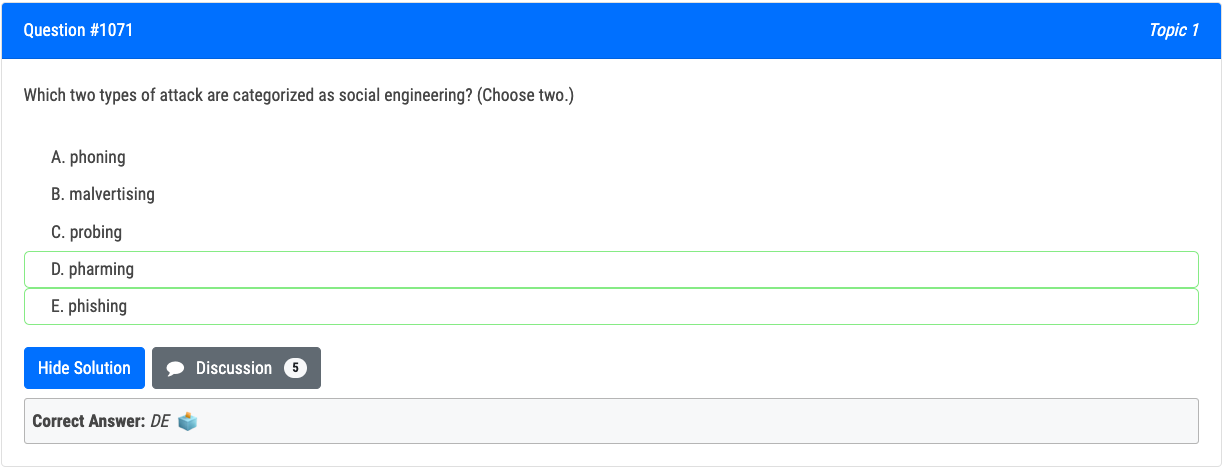 Question #1071
Topic 1
Which two types of attack are categorized as social engineering? (Choose two.)
A. phoning
B. malvertising
C. probing
D. pharming
E. phishing
Hide Solution
Discussion 5
Correct Answer: DE